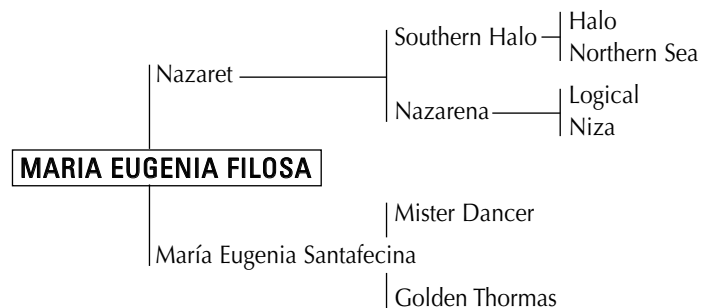 Halo
Southern Halo
Northern Sea
Nazaret
Logical
Nazarena
Niza
MARIA EUGENIA FILOSA
Mister Dancer
María Eugenia Santafecina
Golden Thormas